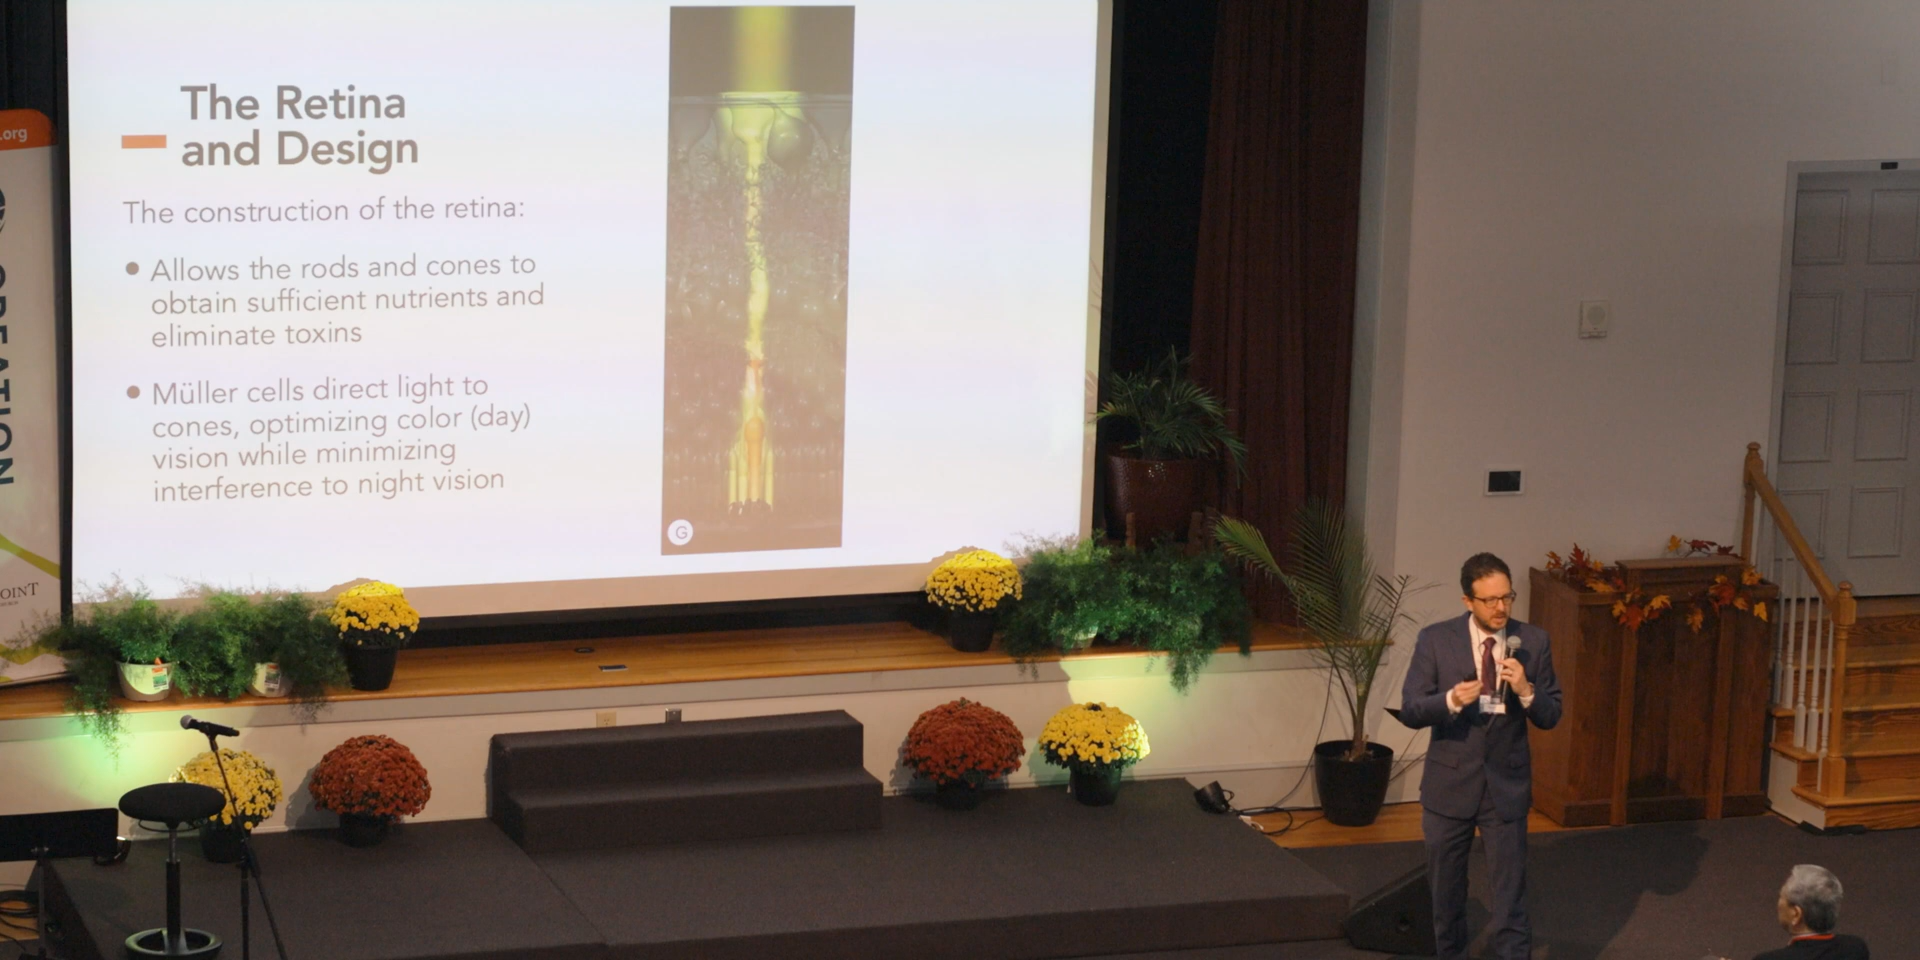 The Retina
and Design
The construction of the retina:
• Allows the rods and cones to
obtain sufficient nutrients and
eliminate toxins
• Müller cells direct light to
cones, optimizing color (day)
vision while minimizing
interference to night vision
G
.org
CREATION
OINT